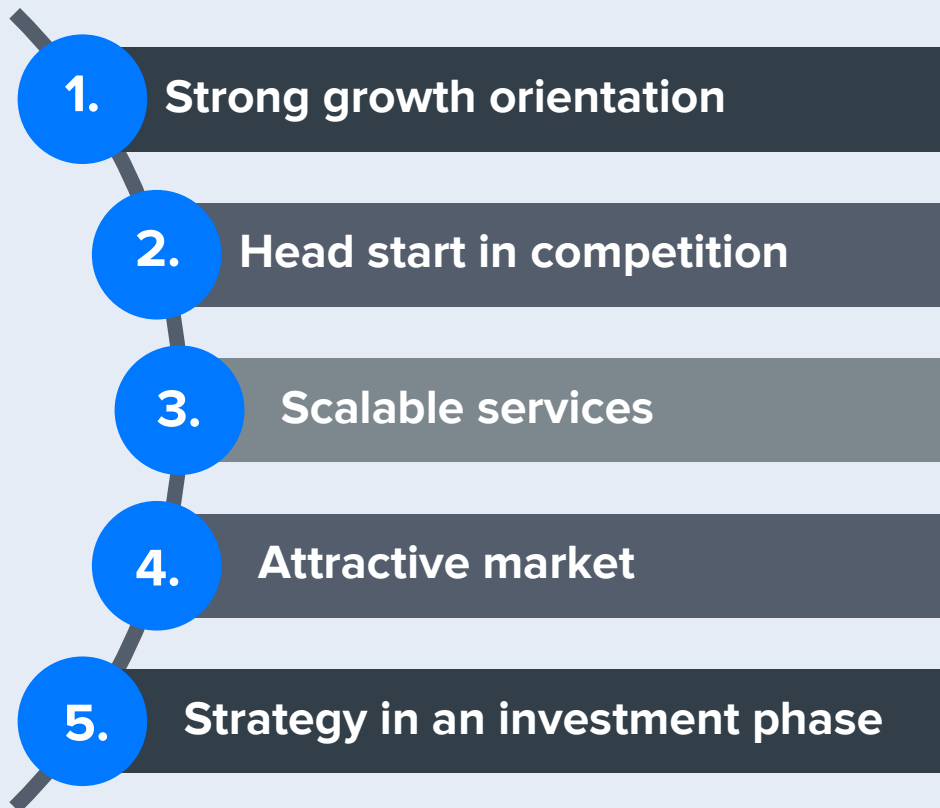 1. Strong growth orientation
2. Head start in competition
3. Scalable services
4. Attractive market
5. Strategy in an investment phase